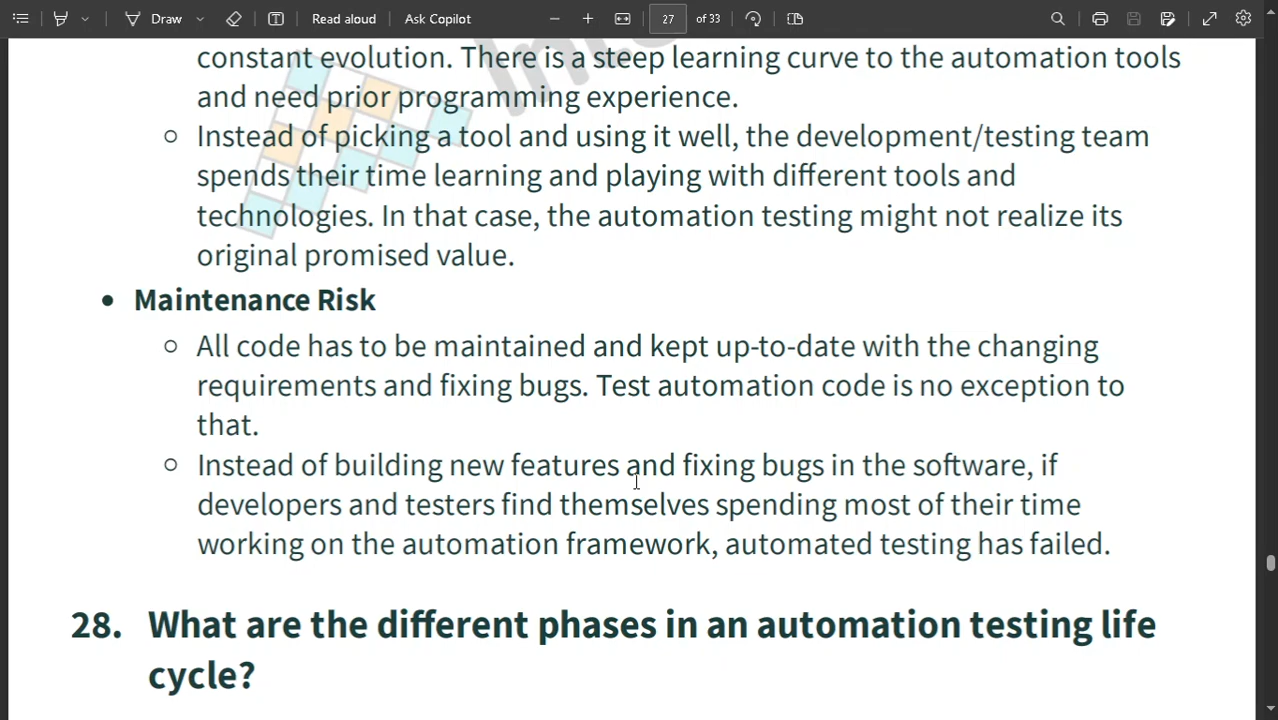 Draw
Read aloud
Ask Copilot
27
of 33
constant evolution. There is a steep learning curve to the automation tools
and need prior programming experience.
Instead of picking a tool and using it well, the development/testing team
spends their time learning and playing with different tools and
technologies. In that case, the automation testing might not realize its
original promised value.
Maintenance Risk
All code has to be maintained and kept up-to-date with the changing
requirements and fixing bugs. Test automation code is no exception to
that.
Instead of building new features and fixing bugs in the software, if
developers and testers find themselves spending most of their time
working on the automation framework, automated testing has failed.
28. What are the different phases in an automation testing life
cycle?